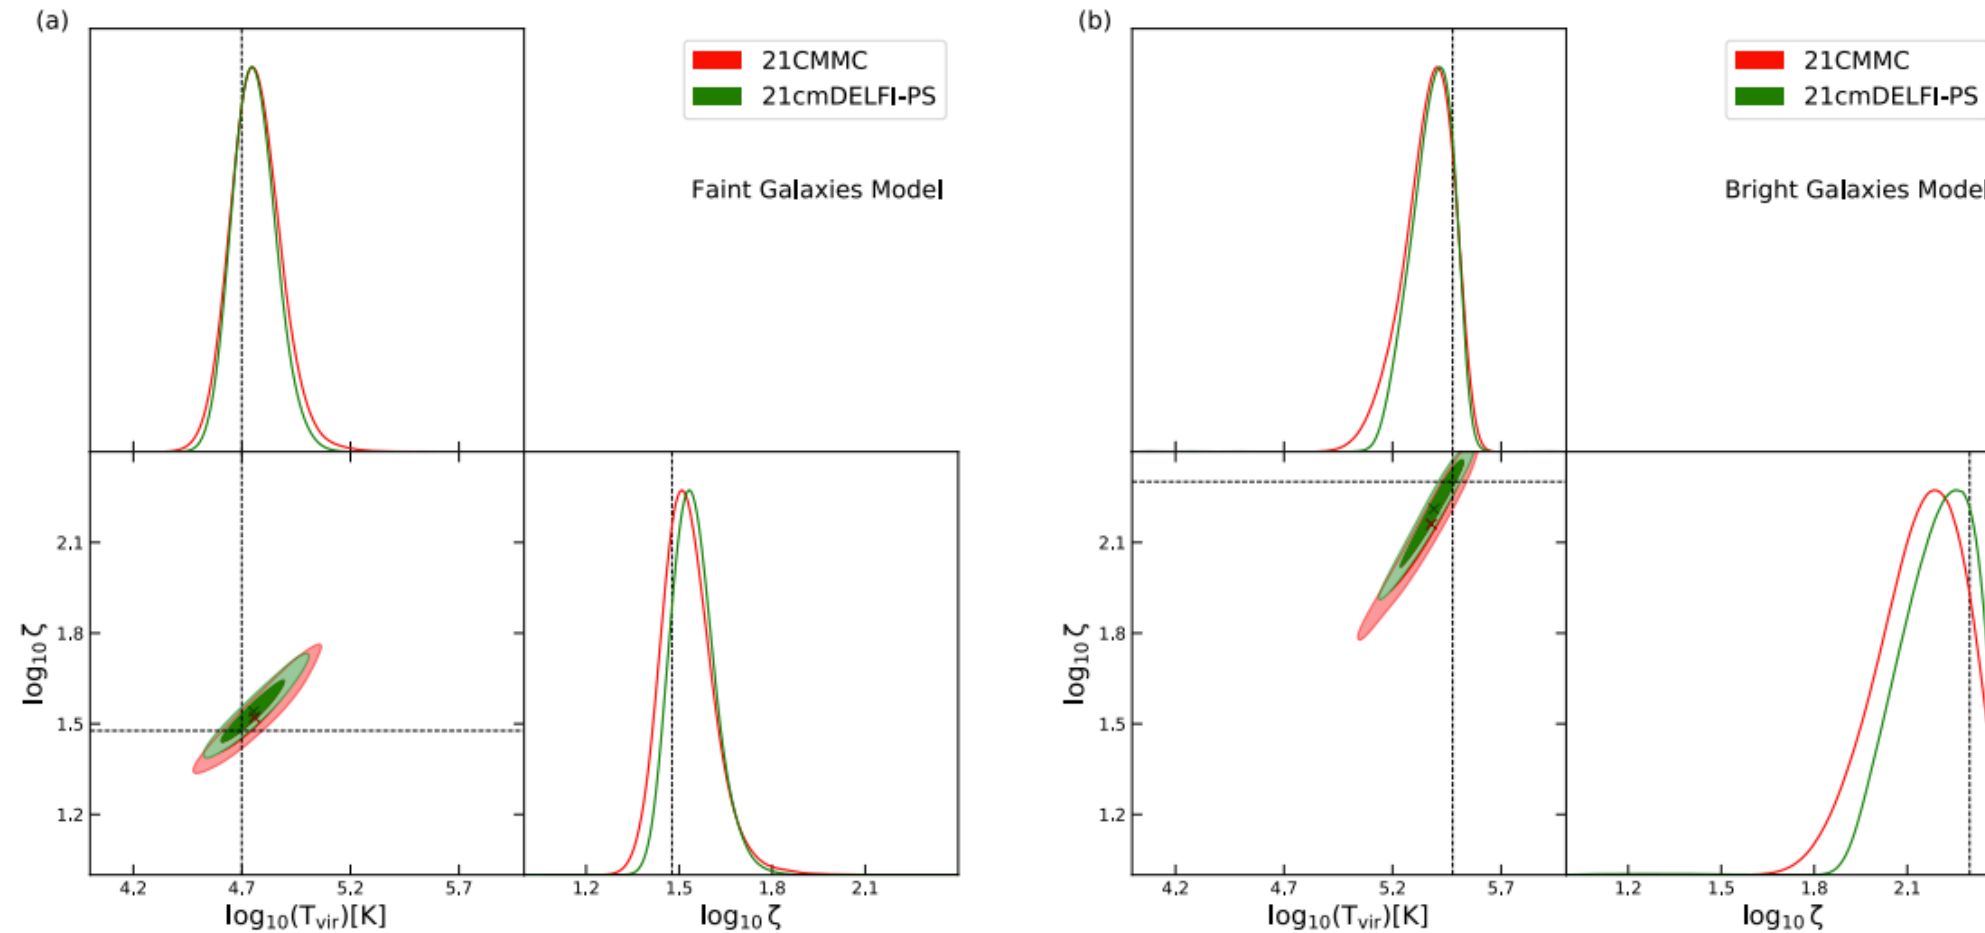 (a)
21CMMC
21cmDELFI-PS
Faint Galaxies Model
log₁₀ζ
2.1
1.8
1.5
1.2
4.2 4.7 5.2 5.7
log₁₀(Tᵥᵢᵣ)[K]
1.2 1.5 1.8 2.1
log₁₀ζ
(b)
21CMMC
21cmDELFI-PS
Bright Galaxies Model
log₁₀ζ
2.1
1.8
1.5
1.2
4.2 4.7 5.2 5.7
log₁₀(Tᵥᵢᵣ)[K]
1.2 1.5 1.8 2.1
log₁₀ζ